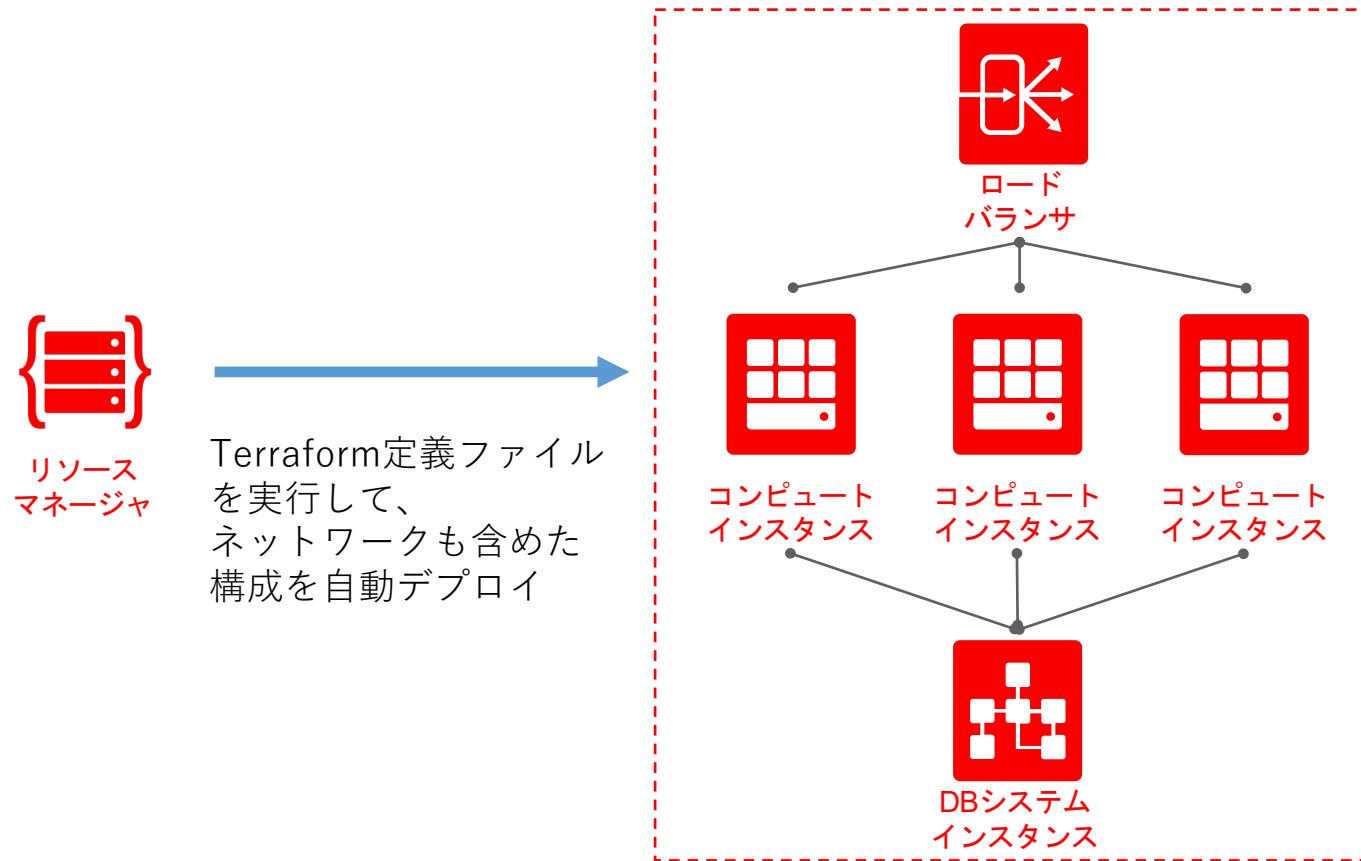 ロード
バランサ
リソース
マネージャ
Terraform定義ファイル
を実行して、
ネットワークも含めた
構成を自動デプロイ
コンピュート
インスタンス
コンピュート
インスタンス
コンピュート
インスタンス
DBシステム
インスタンス